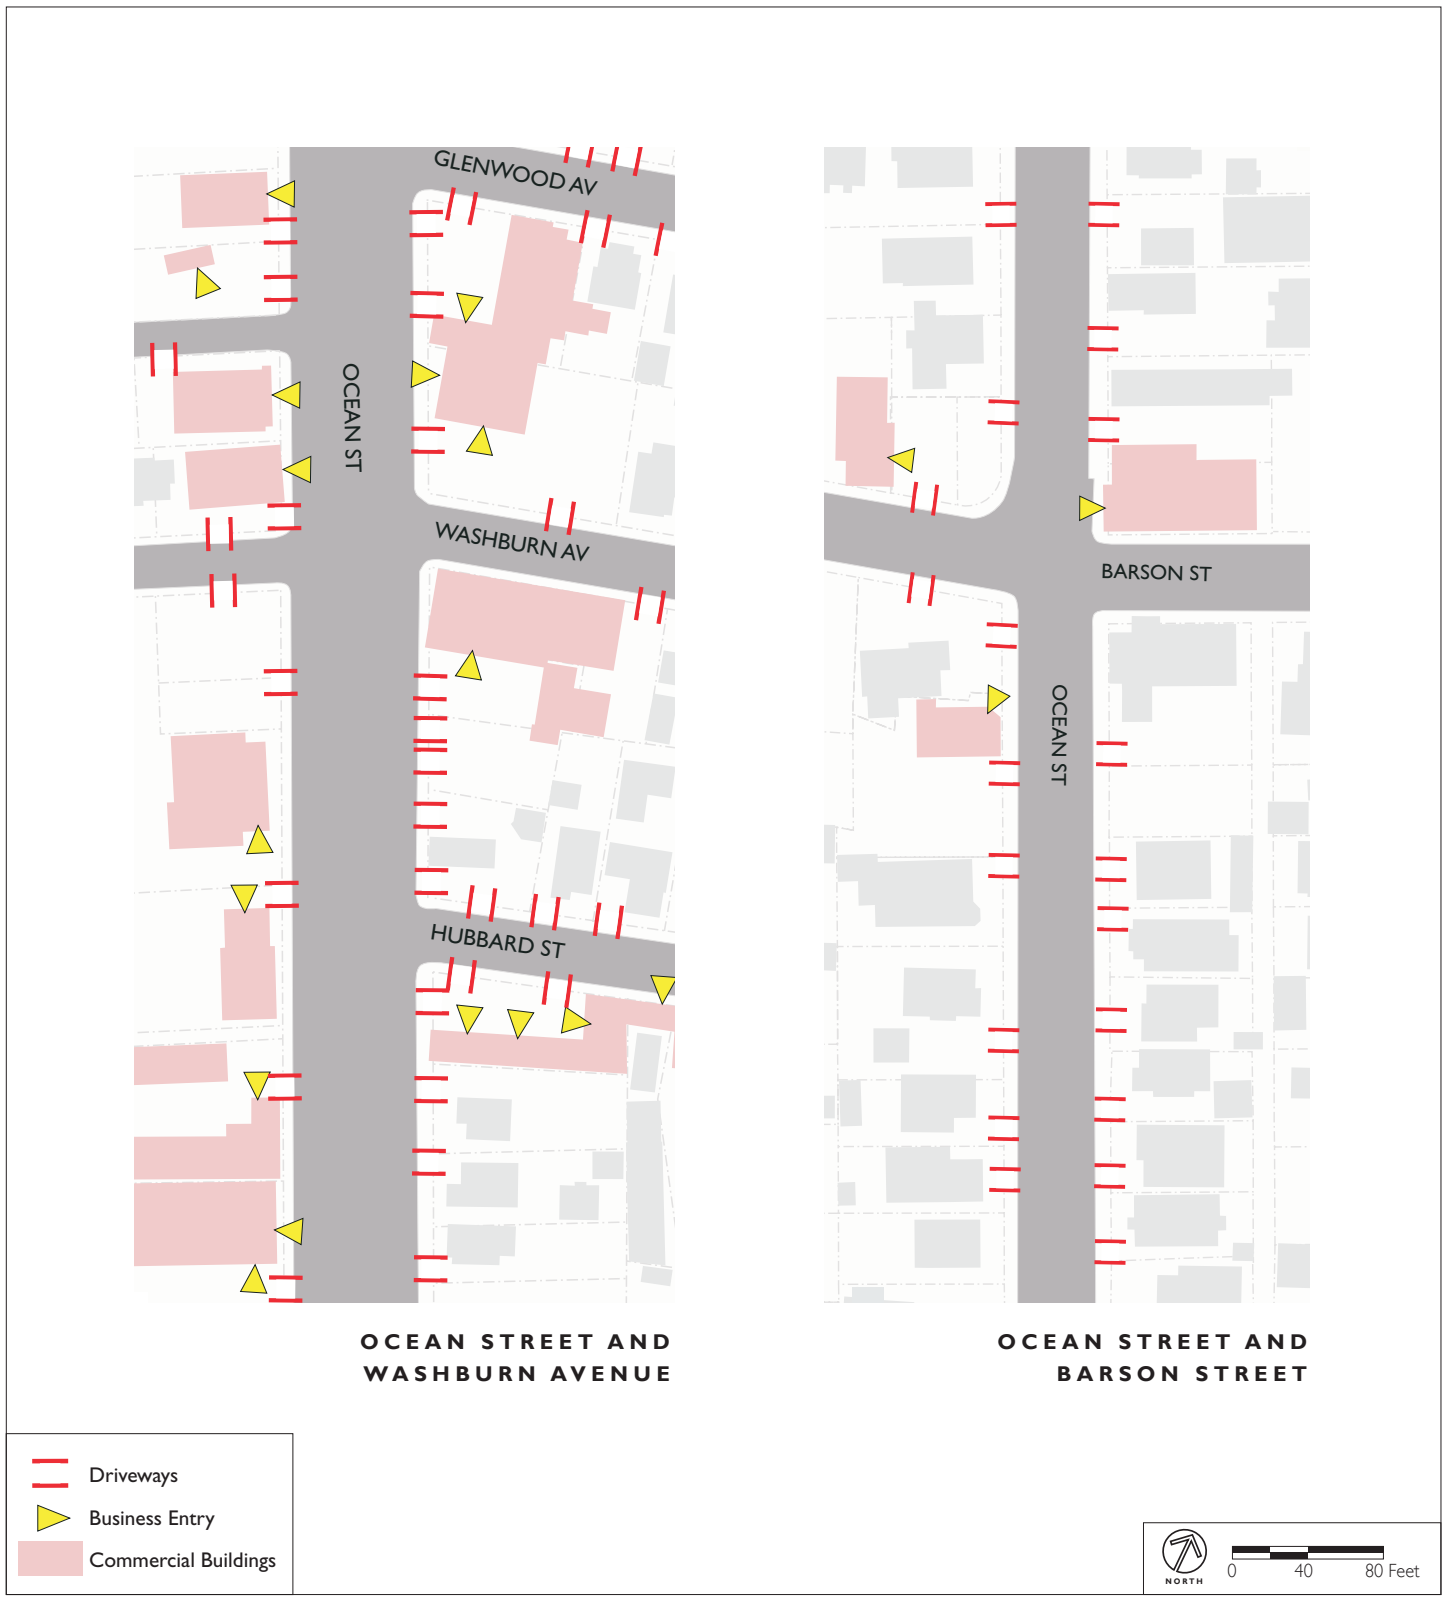 GLENWOOD AV
OCEAN ST
WASHBURN AV
HUBBARD ST
BARSON ST
OCEAN ST
OCEAN STREET AND
WASHBURN AVENUE
OCEAN STREET AND
BARSON STREET
Driveways
Business Entry
Commercial Buildings
NORTH
0 40 80 Feet